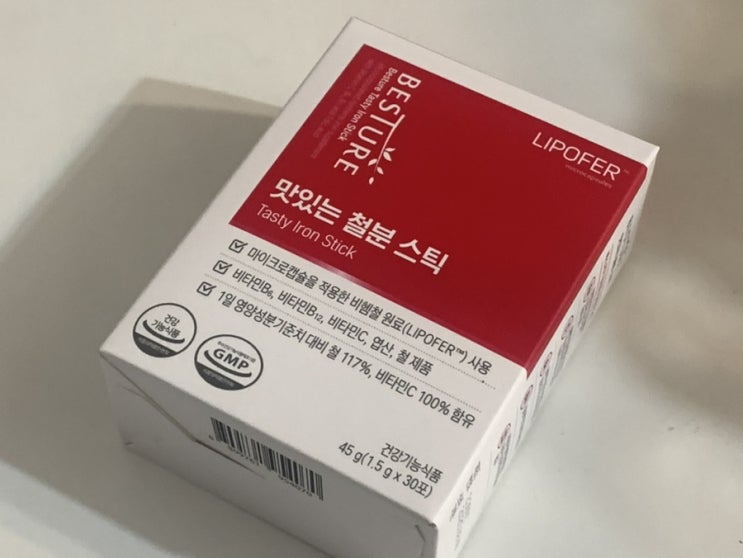 LIPOFER™
microcapsules
BESTURE
Besture Tasty Iron Stick
맛있는 철분 스틱
Tasty Iron Stick
마이크로캡슐을 적용한 비헴철 원료(LIPOFER™) 사용
비타민B₆, 비타민B₁₂, 비타민C, 엽산, 철 제품
1일 영양성분기준치 대비 철 117%, 비타민C 100% 함유
건강
기능식품
GMP
건강기능식품
45 g(1.5 g x 30포)